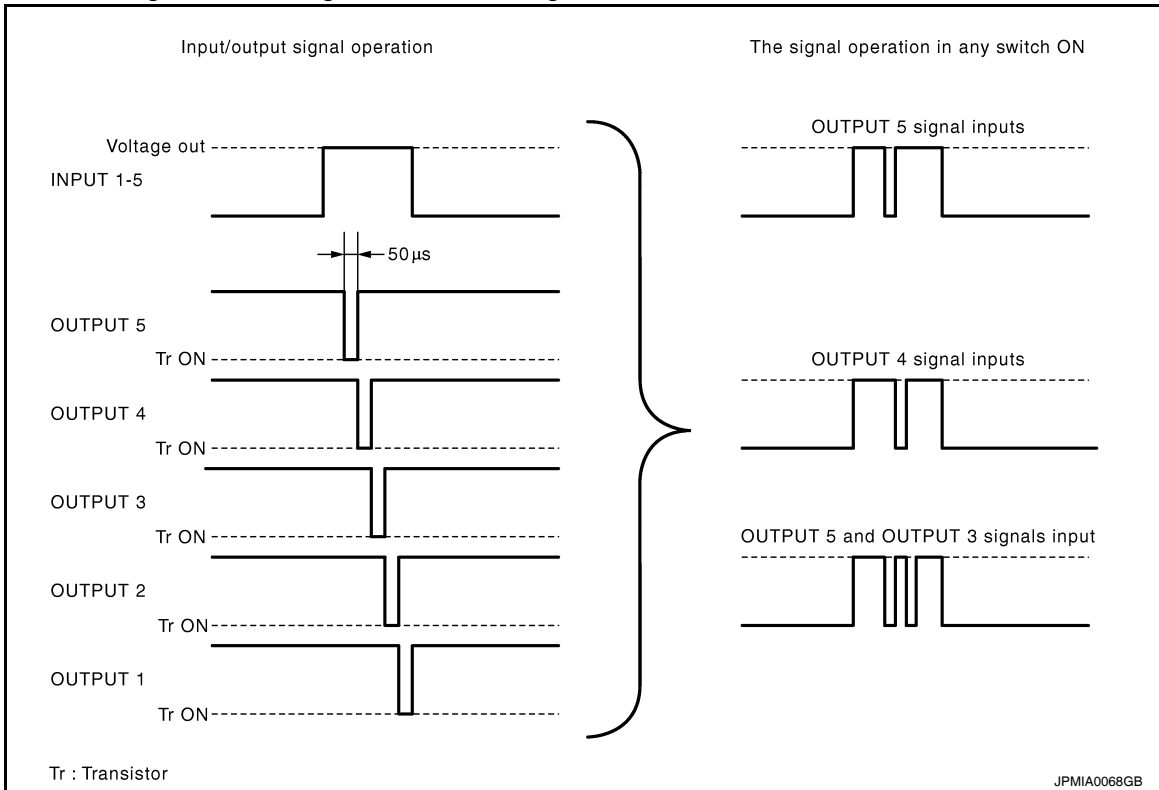 Input/output signal operation
The signal operation in any switch ON
Voltage out
INPUT 1-5
50µs
OUTPUT 5
Tr ON
OUTPUT 4
Tr ON
OUTPUT 3
Tr ON
OUTPUT 2
Tr ON
OUTPUT 1
Tr ON
OUTPUT 5 signal inputs
OUTPUT 4 signal inputs
OUTPUT 5 and OUTPUT 3 signals input
Tr : Transistor
JPMIA0068GB